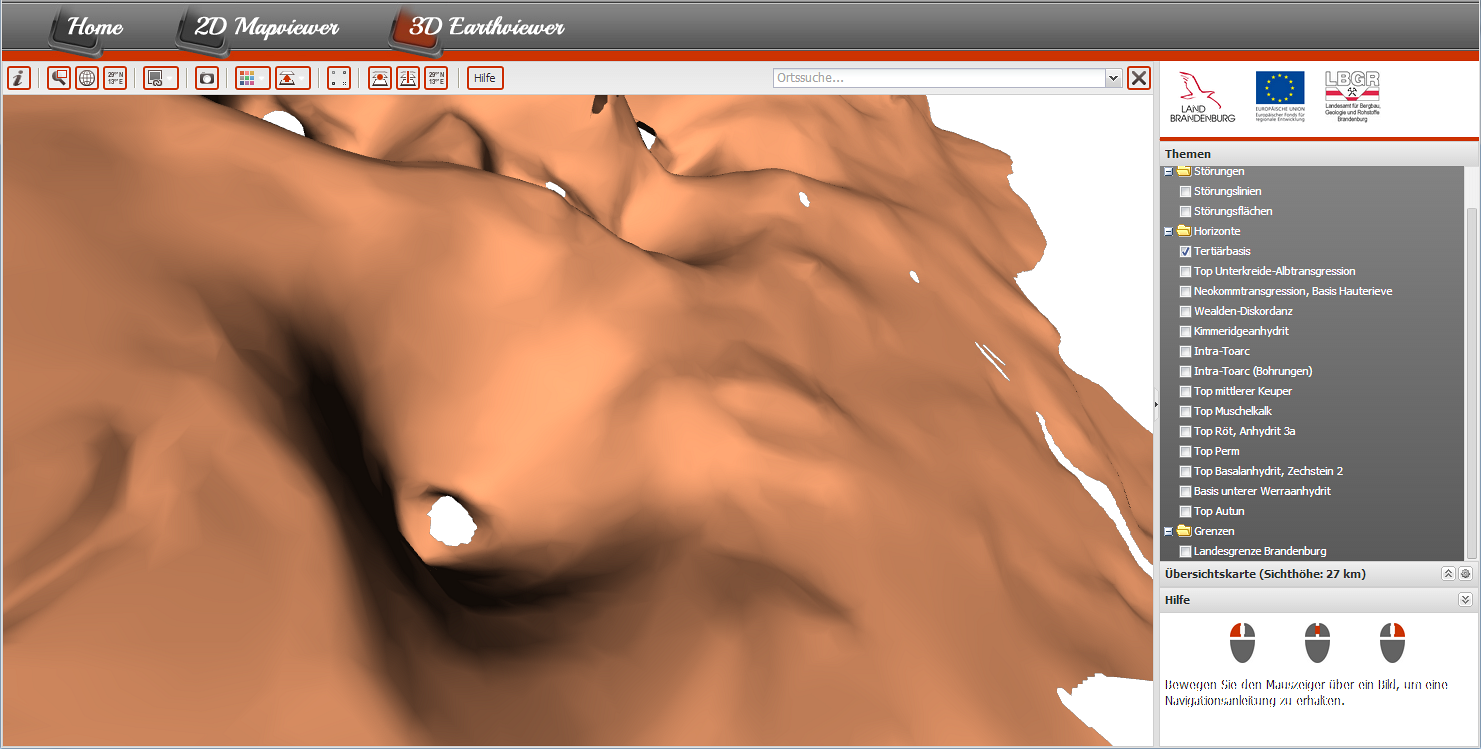 Home
2D Mapviewer
3D Earthviewer
i
29°' N
13°' E
29°' N
13°' E
Hilfe
Ortssuche...
LAND
BRANDENBURG
EUROPÄISCHE UNION
Europäischer Fonds für
regionale Entwicklung
LBGR
Landesamt für Bergbau,
Geologie und Rohstoffe
Brandenburg
Themen
Störungen
Störungslinien
Störungsflächen
Horizonte
Tertiärbasis
Top Unterkreide-Albtransgression
Neokommtransgression, Basis Hauterieve
Wealden-Diskordanz
Kimmeridgeanhydrit
Intra-Toarc
Intra-Toarc (Bohrungen)
Top mittlerer Keuper
Top Muschelkalk
Top Röt, Anhydrit 3a
Top Perm
Top Basalanhydrit, Zechstein 2
Basis unterer Werraanhydrit
Top Autun
Grenzen
Landesgrenze Brandenburg
Übersichtskarte (Sichthöhe: 27 km)
Hilfe
Bewegen Sie den Mauszeiger über ein Bild, um eine
Navigationsanleitung zu erhalten.